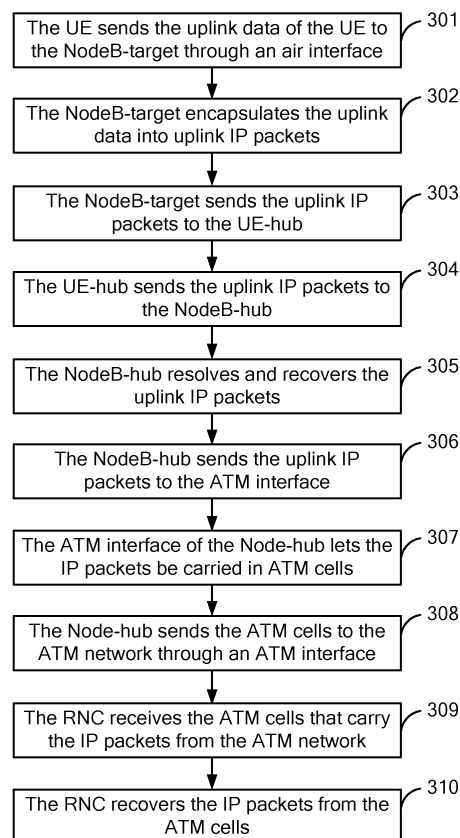 The UE sends the uplink data of the UE to
the NodeB-target through an air interface
301
The NodeB-target encapsulates the uplink
data into uplink IP packets
302
The NodeB-target sends the uplink IP
packets to the UE-hub
303
The UE-hub sends the uplink IP packets to
the NodeB-hub
304
The NodeB-hub resolves and recovers the
uplink IP packets
305
The NodeB-hub sends the uplink IP
packets to the ATM interface
306
The ATM interface of the Node-hub lets the
IP packets be carried in ATM cells
307
The Node-hub sends the ATM cells to the
ATM network through an ATM interface
308
The RNC receives the ATM cells that carry
the IP packets from the ATM network
309
The RNC recovers the IP packets from the
ATM cells
310